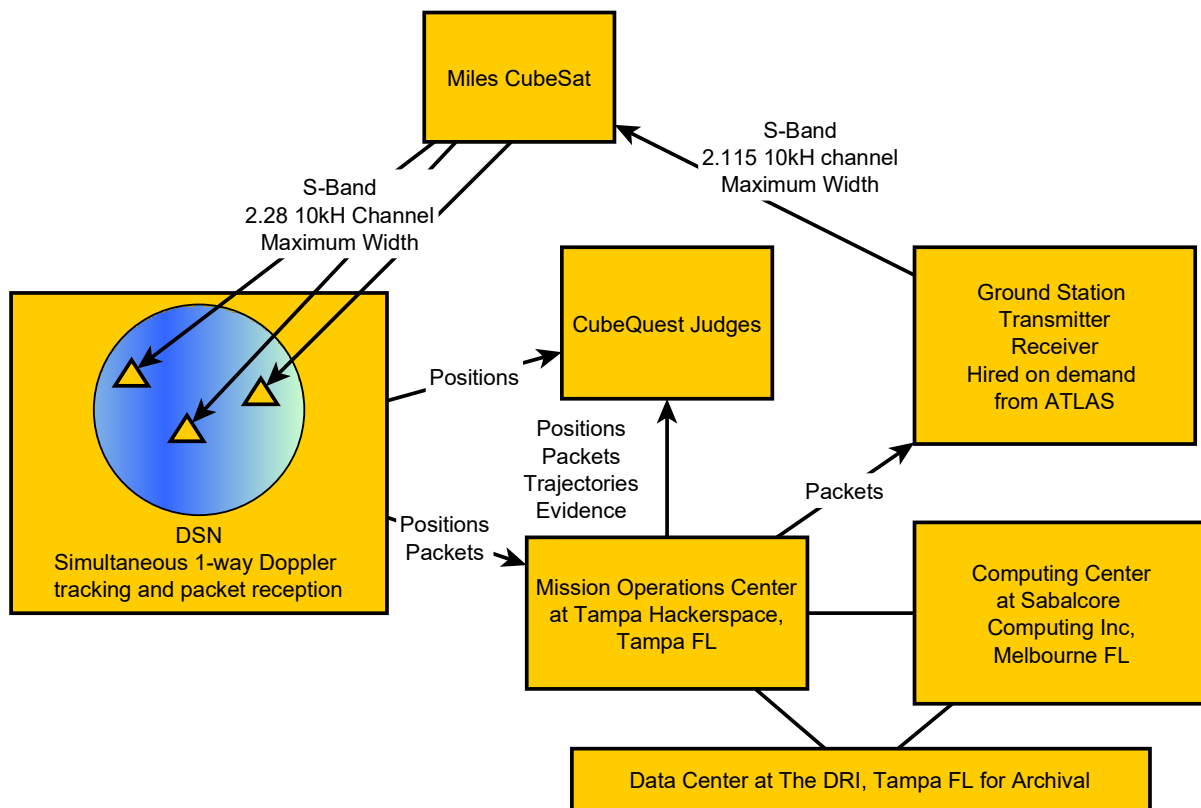 Miles CubeSat
S-Band
2.115 10kH channel
Maximum Width
S-Band
2.28 10kH Channel
Maximum Width
CubeQuest Judges
Ground Station
Transmitter
Receiver
Hired on demand
from ATLAS
Positions
Positions
Packets
Trajectories
Evidence
Packets
DSN
Simultaneous 1-way Doppler
tracking and packet reception
Positions
Packets
Mission Operations Center
at Tampa Hackerspace,
Tampa FL
Computing Center
at Sabalcore
Computing Inc,
Melbourne FL
Data Center at The DRI, Tampa FL for Archival